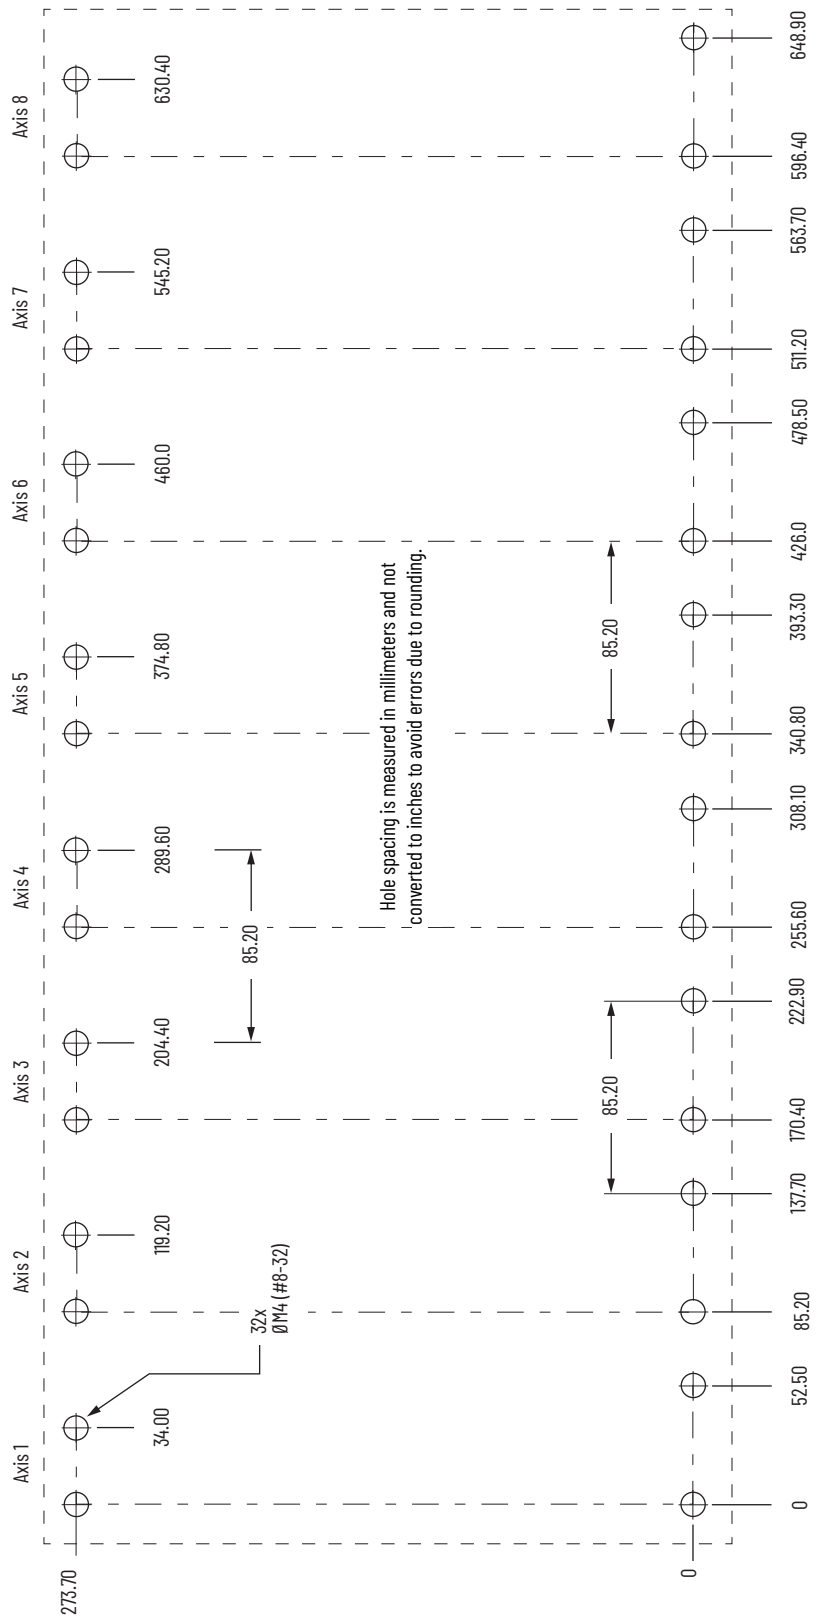 Axis 1
Axis 2
Axis 3
Axis 4
Axis 5
Axis 6
Axis 7
Axis 8
273.70
34.00
119.20
204.40
289.60
374.80
460.0
545.20
630.40
32x
ØM4 (#8-32)
85.20
Hole spacing is measured in millimeters and not
converted to inches to avoid errors due to rounding.
85.20
85.20
0
0
52.50
85.20
137.70
170.40
222.90
255.60
308.10
340.80
393.30
426.0
478.50
511.20
563.70
596.40
648.90